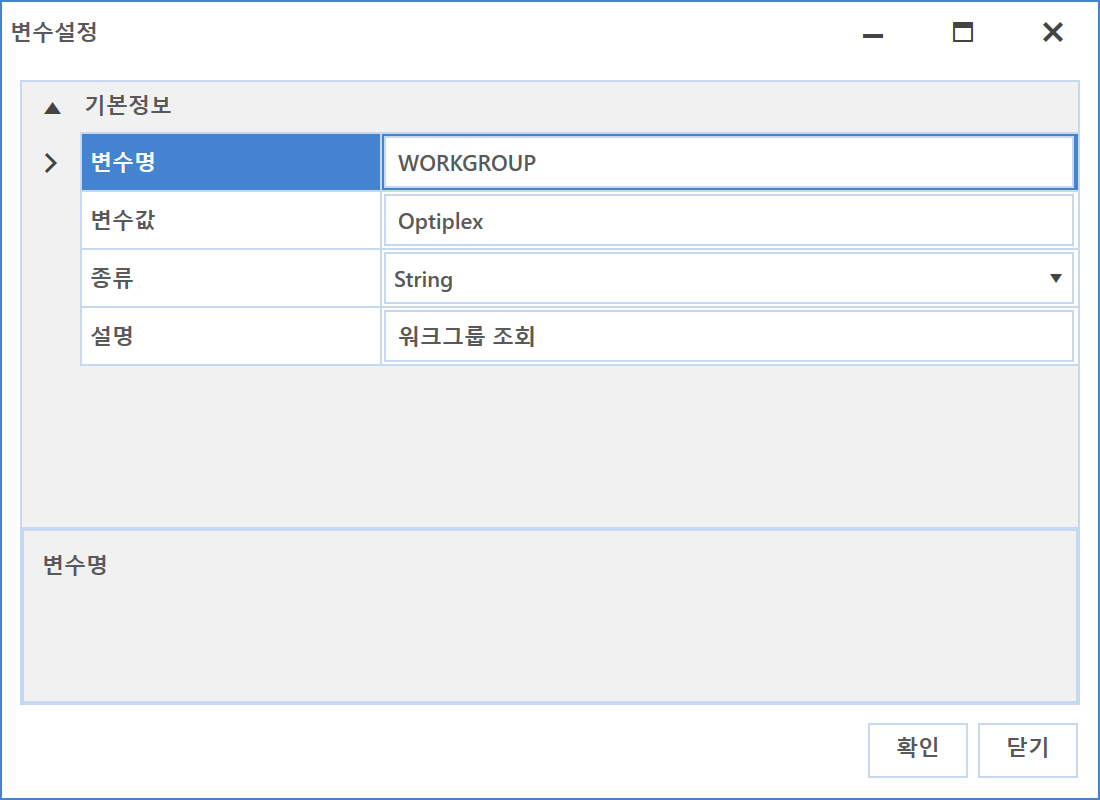 변수설정
기본정보
변수명 WORKGROUP
변수값 Optiplex
종류 String
설명 워크그룹 조회
변수명
확인 닫기